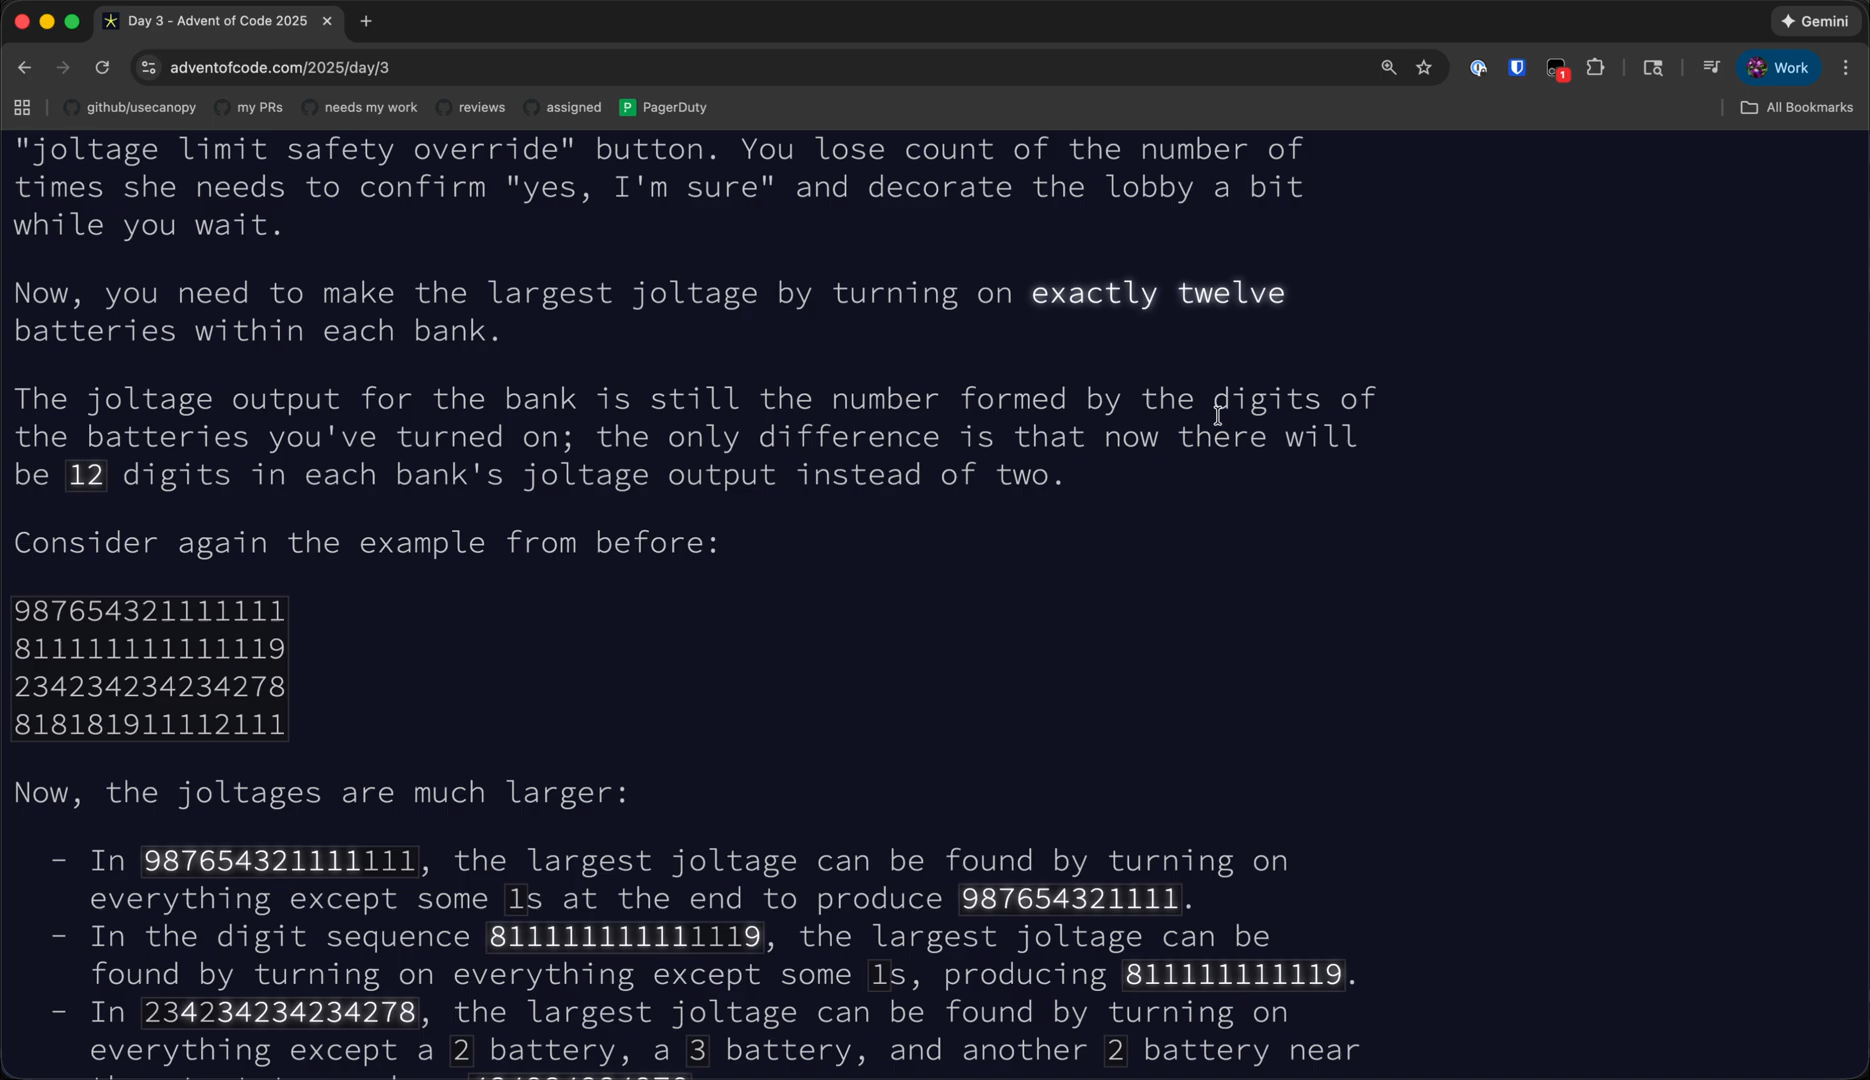 Day 3 - Advent of Code 2025
Gemini
adventofcode.com/2025/day/3
1
Work
github/usecanopy
my PRs
needs my work
reviews
assigned
P PagerDuty
All Bookmarks
"joltage limit safety override" button. You lose count of the number of
times she needs to confirm "yes, I'm sure" and decorate the lobby a bit
while you wait.
Now, you need to make the largest joltage by turning on exactly twelve
batteries within each bank.
The joltage output for the bank is still the number formed by the digits of
the batteries you've turned on; the only difference is that now there will
be 12 digits in each bank's joltage output instead of two.
Consider again the example from before:
987654321111111
811111111111119
234234234234278
818181911112111
Now, the joltages are much larger:
- In 987654321111111, the largest joltage can be found by turning on
everything except some 1s at the end to produce 987654321111.
- In the digit sequence 811111111111119, the largest joltage can be
found by turning on everything except some 1s, producing 811111111119.
- In 234234234234278, the largest joltage can be found by turning on
everything except a 2 battery, a 3 battery, and another 2 battery near